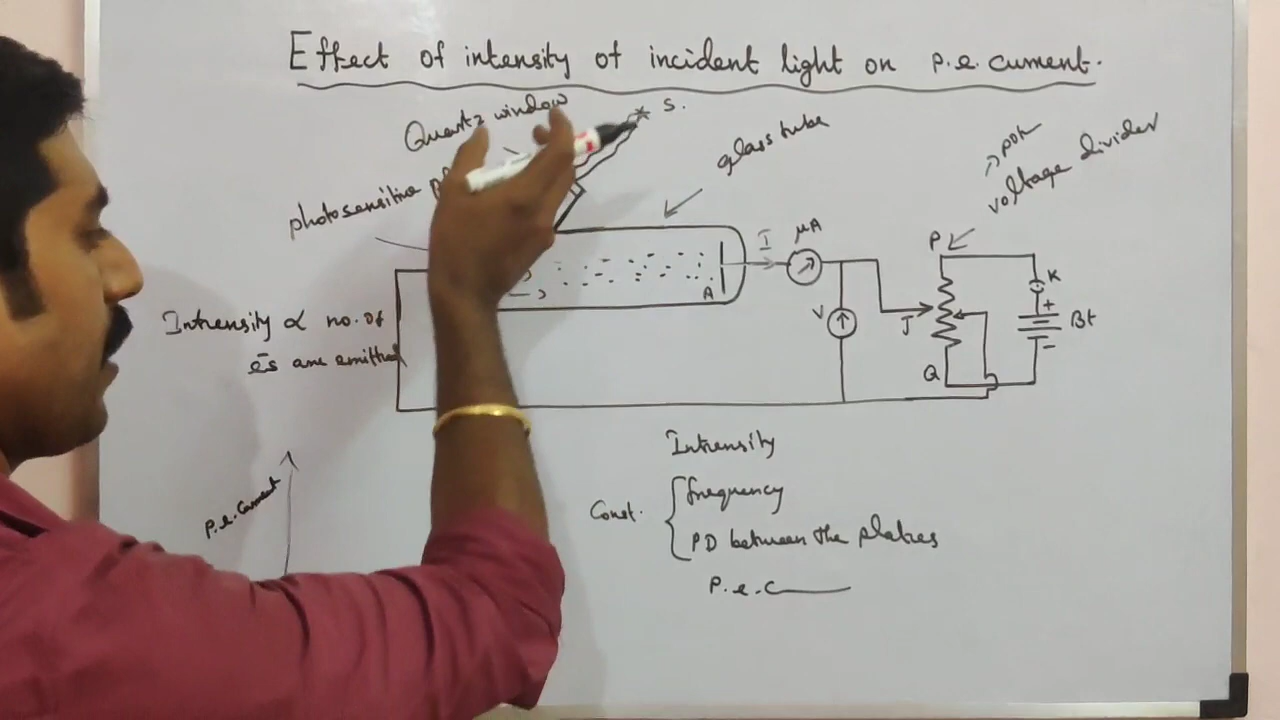 Effect of intensity of incident light on p.e. current.
Quartz window
S.
glass tube
→ pot
voltage divider
photosensitive
I
μA
P
K
+
Bt
-
V
J
Q
A
Intensity ∝ no. of
ēs are emitted
p.e. current
Intensity
Const. { frequency
PD between the plates
P.e.c